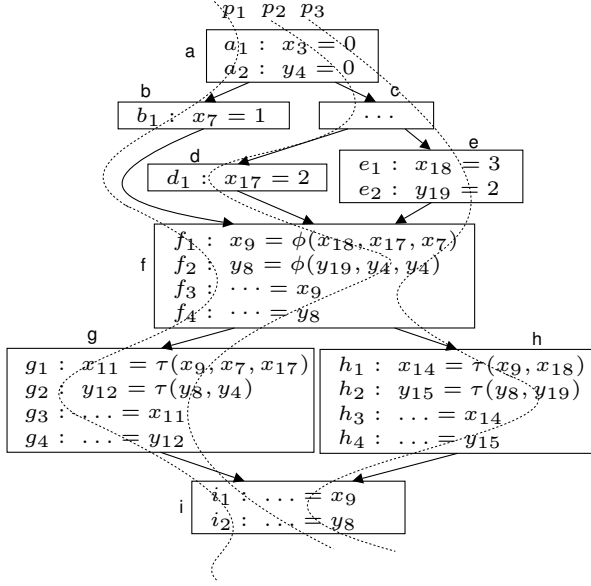 p₁ p₂ p₃
a
a₁ : x₃ = 0
a₂ : y₄ = 0
b
b₁ : x₇ = 1
c
. . .
d
d₁ : x₁₇ = 2
e
e₁ : x₁₈ = 3
e₂ : y₁₉ = 2
f
f₁ : x₉ = ϕ(x₁₈, x₁₇, x₇)
f₂ : y₈ = ϕ(y₁₉, y₄, y₄)
f₃ : · · · = x₉
f₄ : · · · = y₈
g
g₁ : x₁₁ = τ(x₉, x₇, x₁₇)
g₂ y₁₂ = τ(y₈, y₄)
g₃ : . . . = x₁₁
g₄ : . . . = y₁₂
h
h₁ : x₁₄ = τ(x₉, x₁₈)
h₂ : y₁₅ = τ(y₈, y₁₉)
h₃ : . . . = x₁₄
h₄ : . . . = y₁₅
i
i₁ : . . . = x₉
i₂ : . . . = y₈